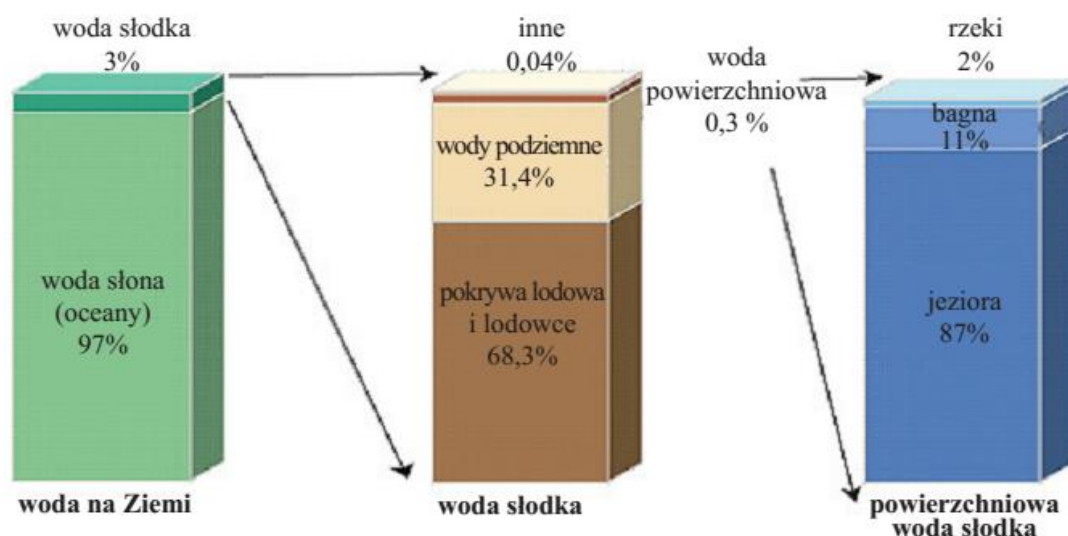 woda słodka
3%
woda słona
(oceany)
97%
woda na Ziemi
inne
0,04%
wody podziemne
31,4%
pokrywa lodowa
i lodowce
68,3%
woda słodka
woda
powierzchniowa
0,3 %
rzeki
2%
bagna
11%
jeziora
87%
powierzchniowa
woda słodka